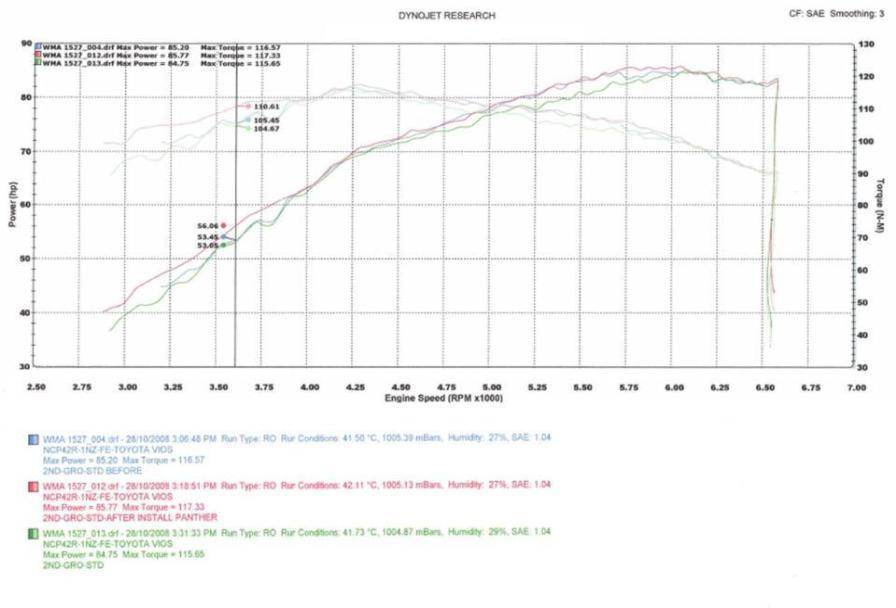 DYNOJET RESEARCH
CF: SAE Smoothing: 3
WMA 1527_004.drf Max Power = 85.20 Max Torque = 116.57
WMA 1527_012.drf Max Power = 85.77 Max Torque = 117.33
WMA 1527_013.drf Max Power = 84.75 Max Torque = 115.65
90
80
70
60
50
40
30
Power (hp)
130
120
110
100
90
80
70
60
50
40
30
Torque (N-M)
110.61
105.45
104.67
56.06
53.45
53.05
2.50 2.75 3.00 3.25 3.50 3.75 4.00 4.25 4.50 4.75 5.00 5.25 5.50 5.75 6.00 6.25 6.50 6.75 7.00
Engine Speed (RPM x1000)
WMA 1527_004.drf - 28/10/2008 3:06:48 PM Run Type: RO Rur Conditions: 41.50 °C, 1005.39 mBars, Humidity: 27%, SAE: 1.04
NCP42R-1NZ-FE-TOYOTA VIOS
Max Power = 85.20 Max Torque = 116.57
2ND-GRO-STD BEFORE
WMA 1527_012.drf - 28/10/2008 3:18:51 PM Run Type: RO Rur Conditions: 42.11 °C, 1005.13 mBars, Humidity: 27%, SAE: 1.04
NCP42R-1NZ-FE-TOYOTA VIOS
Max Power = 85.77 Max Torque = 117.33
2ND-GRO-STD-AFTER INSTALL PANTHER
WMA 1527_013.drf - 28/10/2008 3:31:33 PM Run Type: RO Rur Conditions: 41.73 °C, 1004.87 mBars, Humidity: 29%, SAE: 1.04
NCP42R-1NZ-FE-TOYOTA VIOS
Max Power = 84.75 Max Torque = 115.65
2ND-GRO-STD